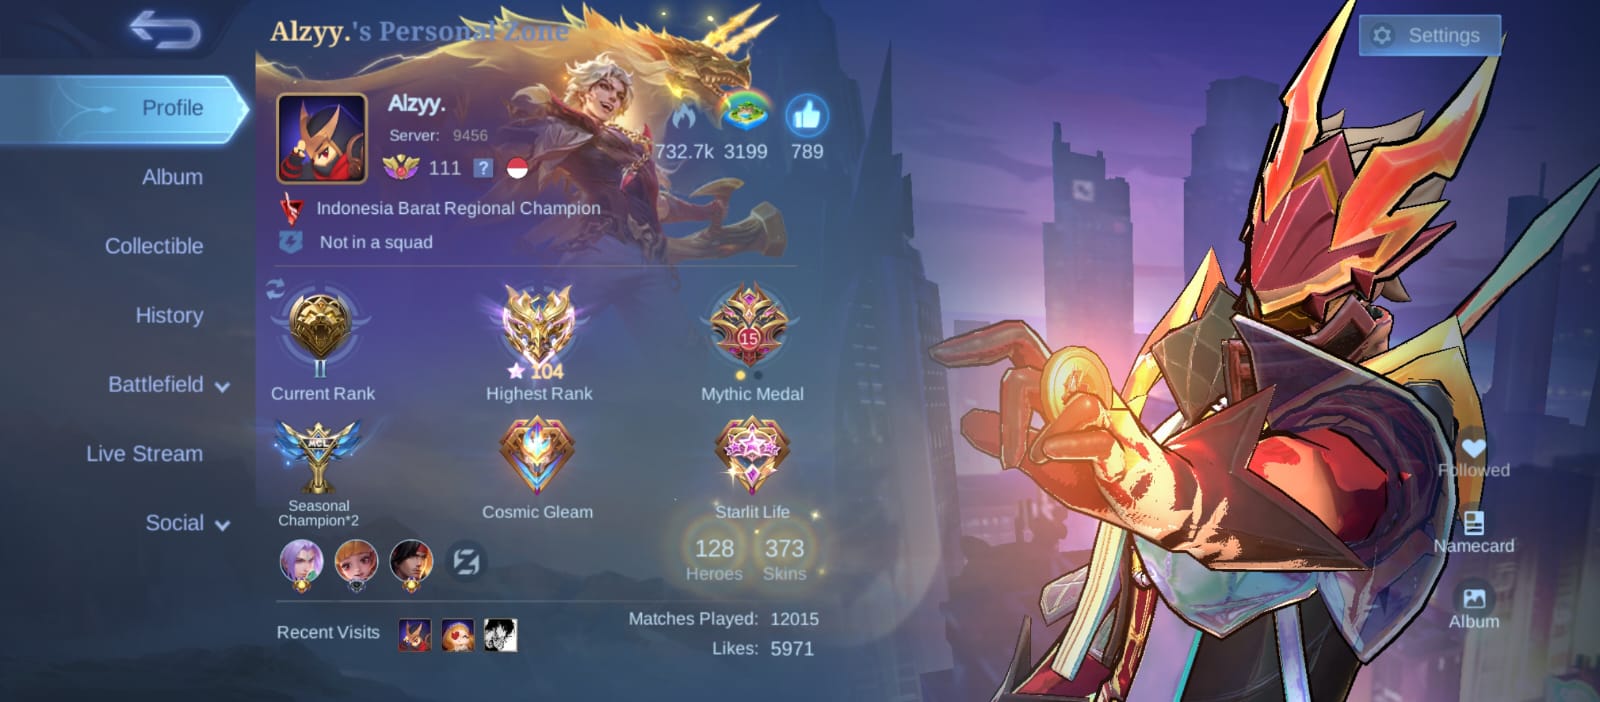 Alzyy.'s Personal Zone
Settings
Profile
Album
Collectible
History
Battlefield
Live Stream
Social
Alzyy.
Server: 9456
111 ?
732.7k 3199 789
Indonesia Barat Regional Champion
Not in a squad
II
Current Rank
104
Highest Rank
15
Mythic Medal
MCL
Seasonal
Champion*2
Cosmic Gleam
Starlit Life
128
Heroes
373
Skins
Recent Visits
Matches Played: 12015
Likes: 5971
Followed
Namecard
Album